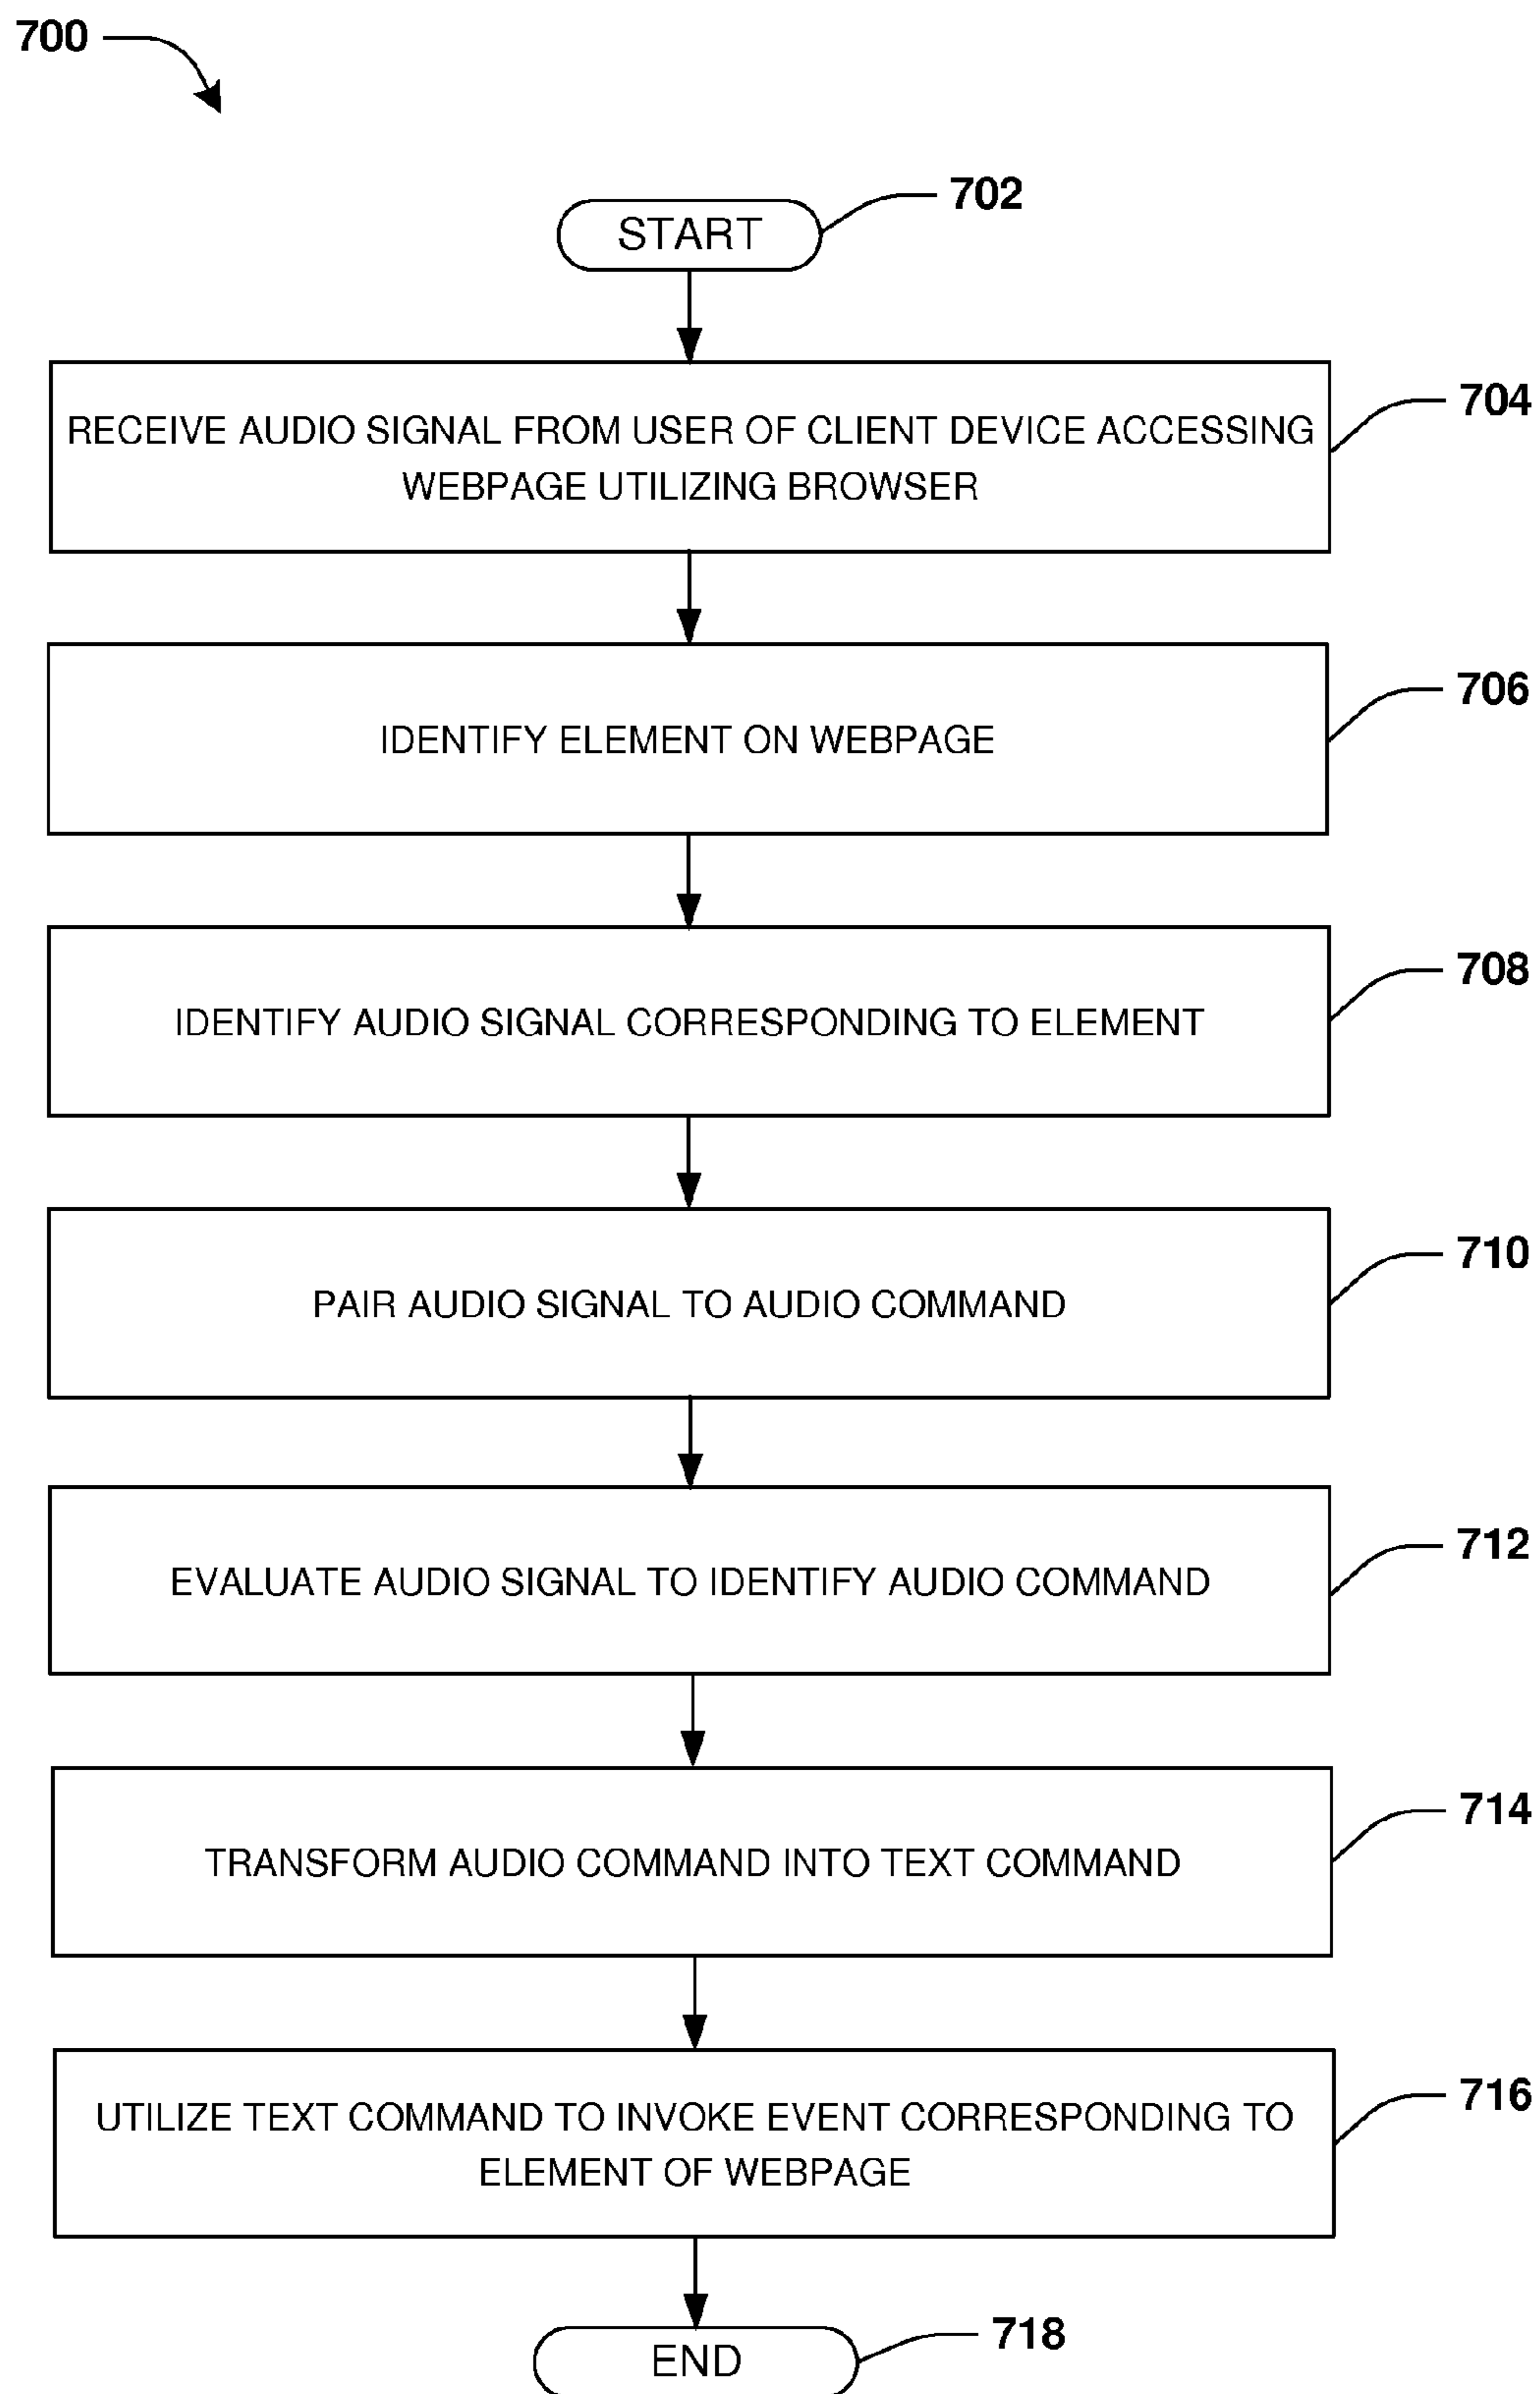 700
702
START
704
RECEIVE AUDIO SIGNAL FROM USER OF CLIENT DEVICE ACCESSING
WEBPAGE UTILIZING BROWSER
706
IDENTIFY ELEMENT ON WEBPAGE
708
IDENTIFY AUDIO SIGNAL CORRESPONDING TO ELEMENT
710
PAIR AUDIO SIGNAL TO AUDIO COMMAND
712
EVALUATE AUDIO SIGNAL TO IDENTIFY AUDIO COMMAND
714
TRANSFORM AUDIO COMMAND INTO TEXT COMMAND
716
UTILIZE TEXT COMMAND TO INVOKE EVENT CORRESPONDING TO
ELEMENT OF WEBPAGE
718
END